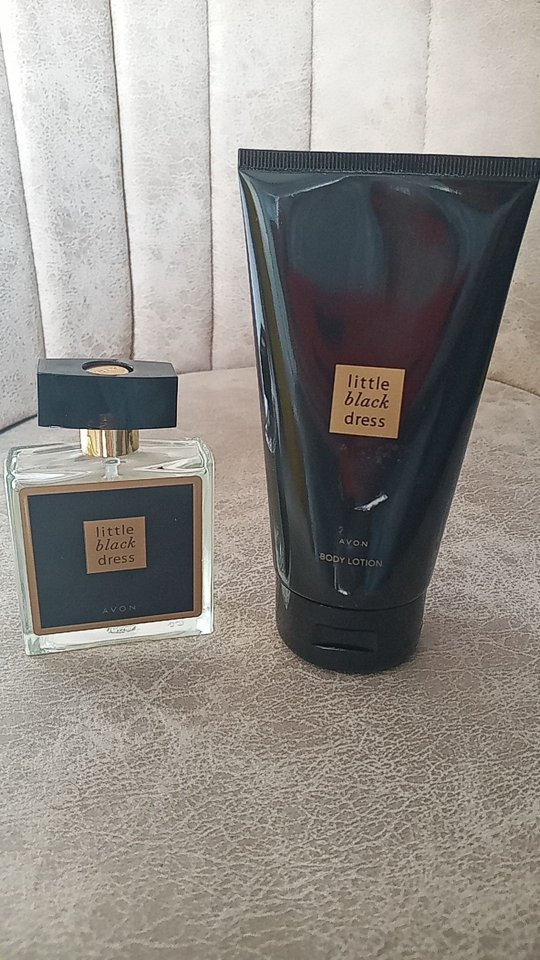 little
black
dress
AVON
little
black
dress
AVON
BODY LOTION